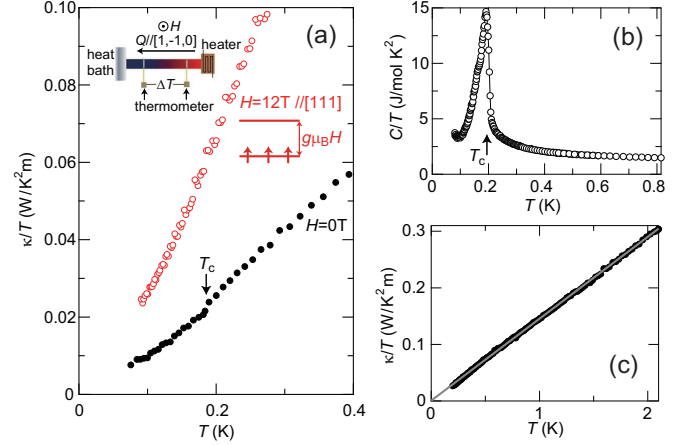 (a)
⊙H
Q//[1,-1,0]
heater
heat
bath
ΔT
thermometer
H=12T //[111]
gμBH
H=0T
Tc
κ/T (W/K²m)
0.10
0.08
0.06
0.04
0.02
0
0.1
0.2
0.3
0.4
T (K)
(b)
C/T (J/mol K²)
15
10
5
0
Tc
0
0.2
0.4
0.6
0.8
T (K)
(c)
κ/T (W/K²m)
0.3
0.2
0.1
0
0
1
2
T (K)